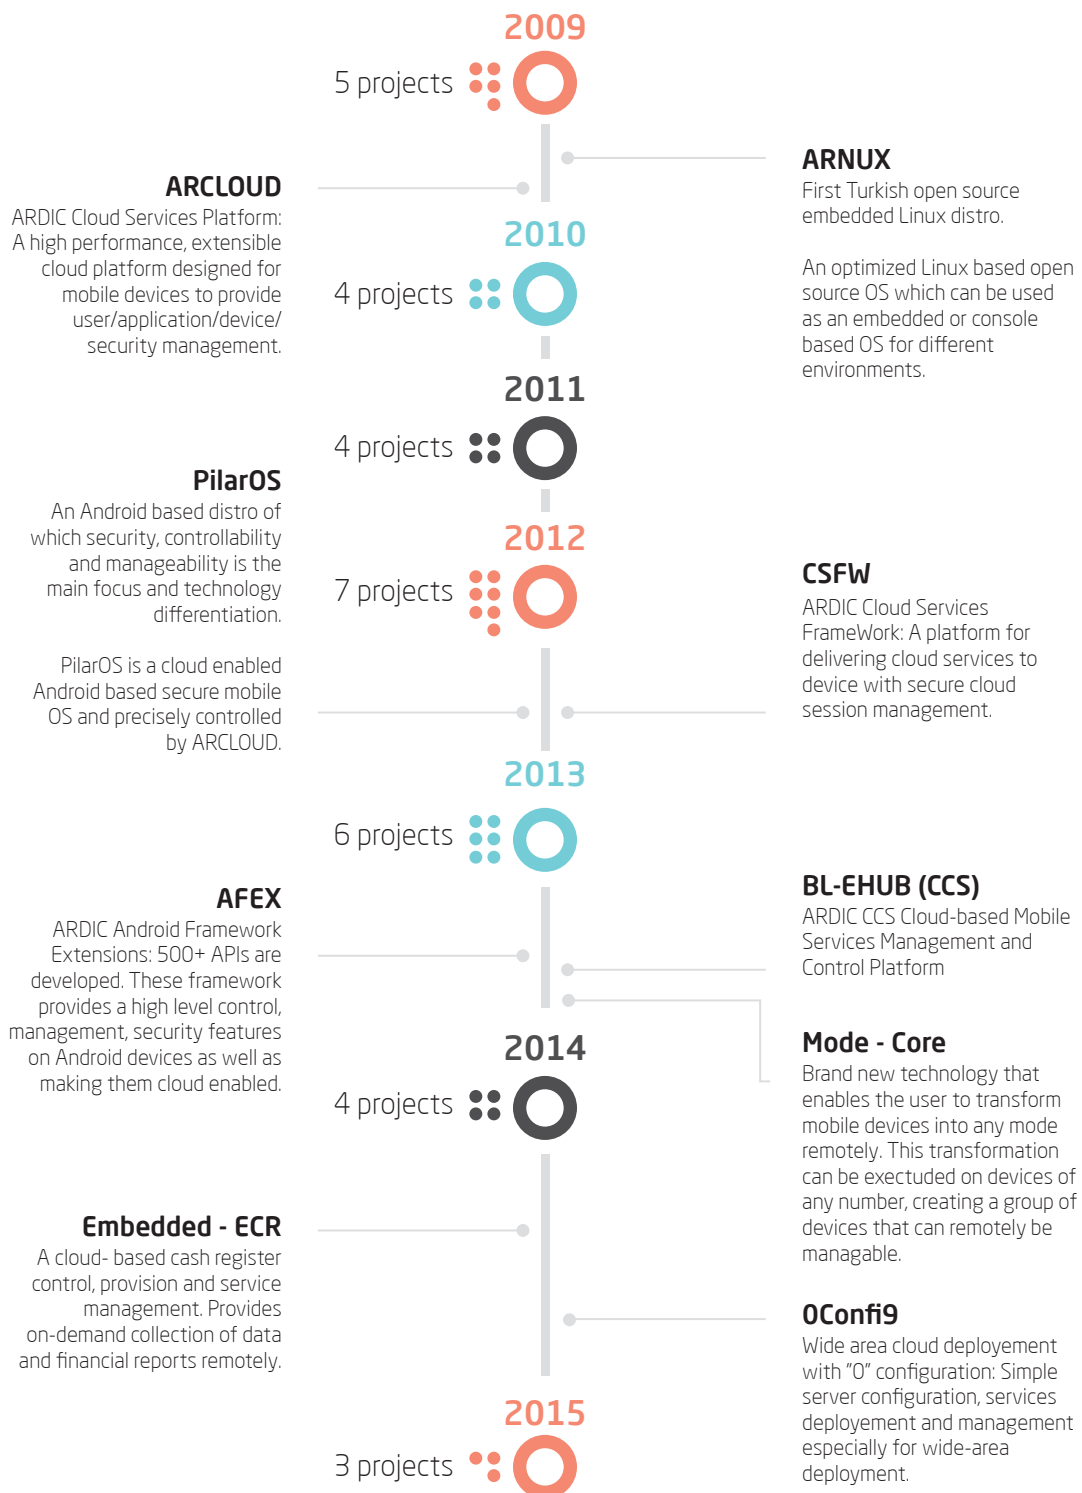 2009
5 projects
ARNUX
First Turkish open source
embedded Linux distro.
An optimized Linux based open
source OS which can be used
as an embedded or console
based OS for different
environments.
ARCLOUD
ARDIC Cloud Services Platform:
A high performance, extensible
cloud platform designed for
mobile devices to provide
user/application/device/
security management.
2010
4 projects
2011
4 projects
PilarOS
An Android based distro of
which security, controllability
and manageability is the
main focus and technology
differentiation.
PilarOS is a cloud enabled
Android based secure mobile
OS and precisely controlled
by ARCLOUD.
2012
7 projects
CSFW
ARDIC Cloud Services
FrameWork: A platform for
delivering cloud services to
device with secure cloud
session management.
2013
6 projects
AFEX
ARDIC Android Framework
Extensions: 500+ APIs are
developed. These framework
provides a high level control,
management, security features
on Android devices as well as
making them cloud enabled.
BL-EHUB (CCS)
ARDIC CCS Cloud-based Mobile
Services Management and
Control Platform
Mode - Core
Brand new technology that
enables the user to transform
mobile devices into any mode
remotely. This transformation
can be exectuded on devices of
any number, creating a group of
devices that can remotely be
managable.
2014
4 projects
Embedded - ECR
A cloud- based cash register
control, provision and service
management. Provides
on-demand collection of data
and financial reports remotely.
0Confi9
Wide area cloud deployement
with "0" configuration: Simple
server configuration, services
deployement and management
especially for wide-area
deployment.
2015
3 projects